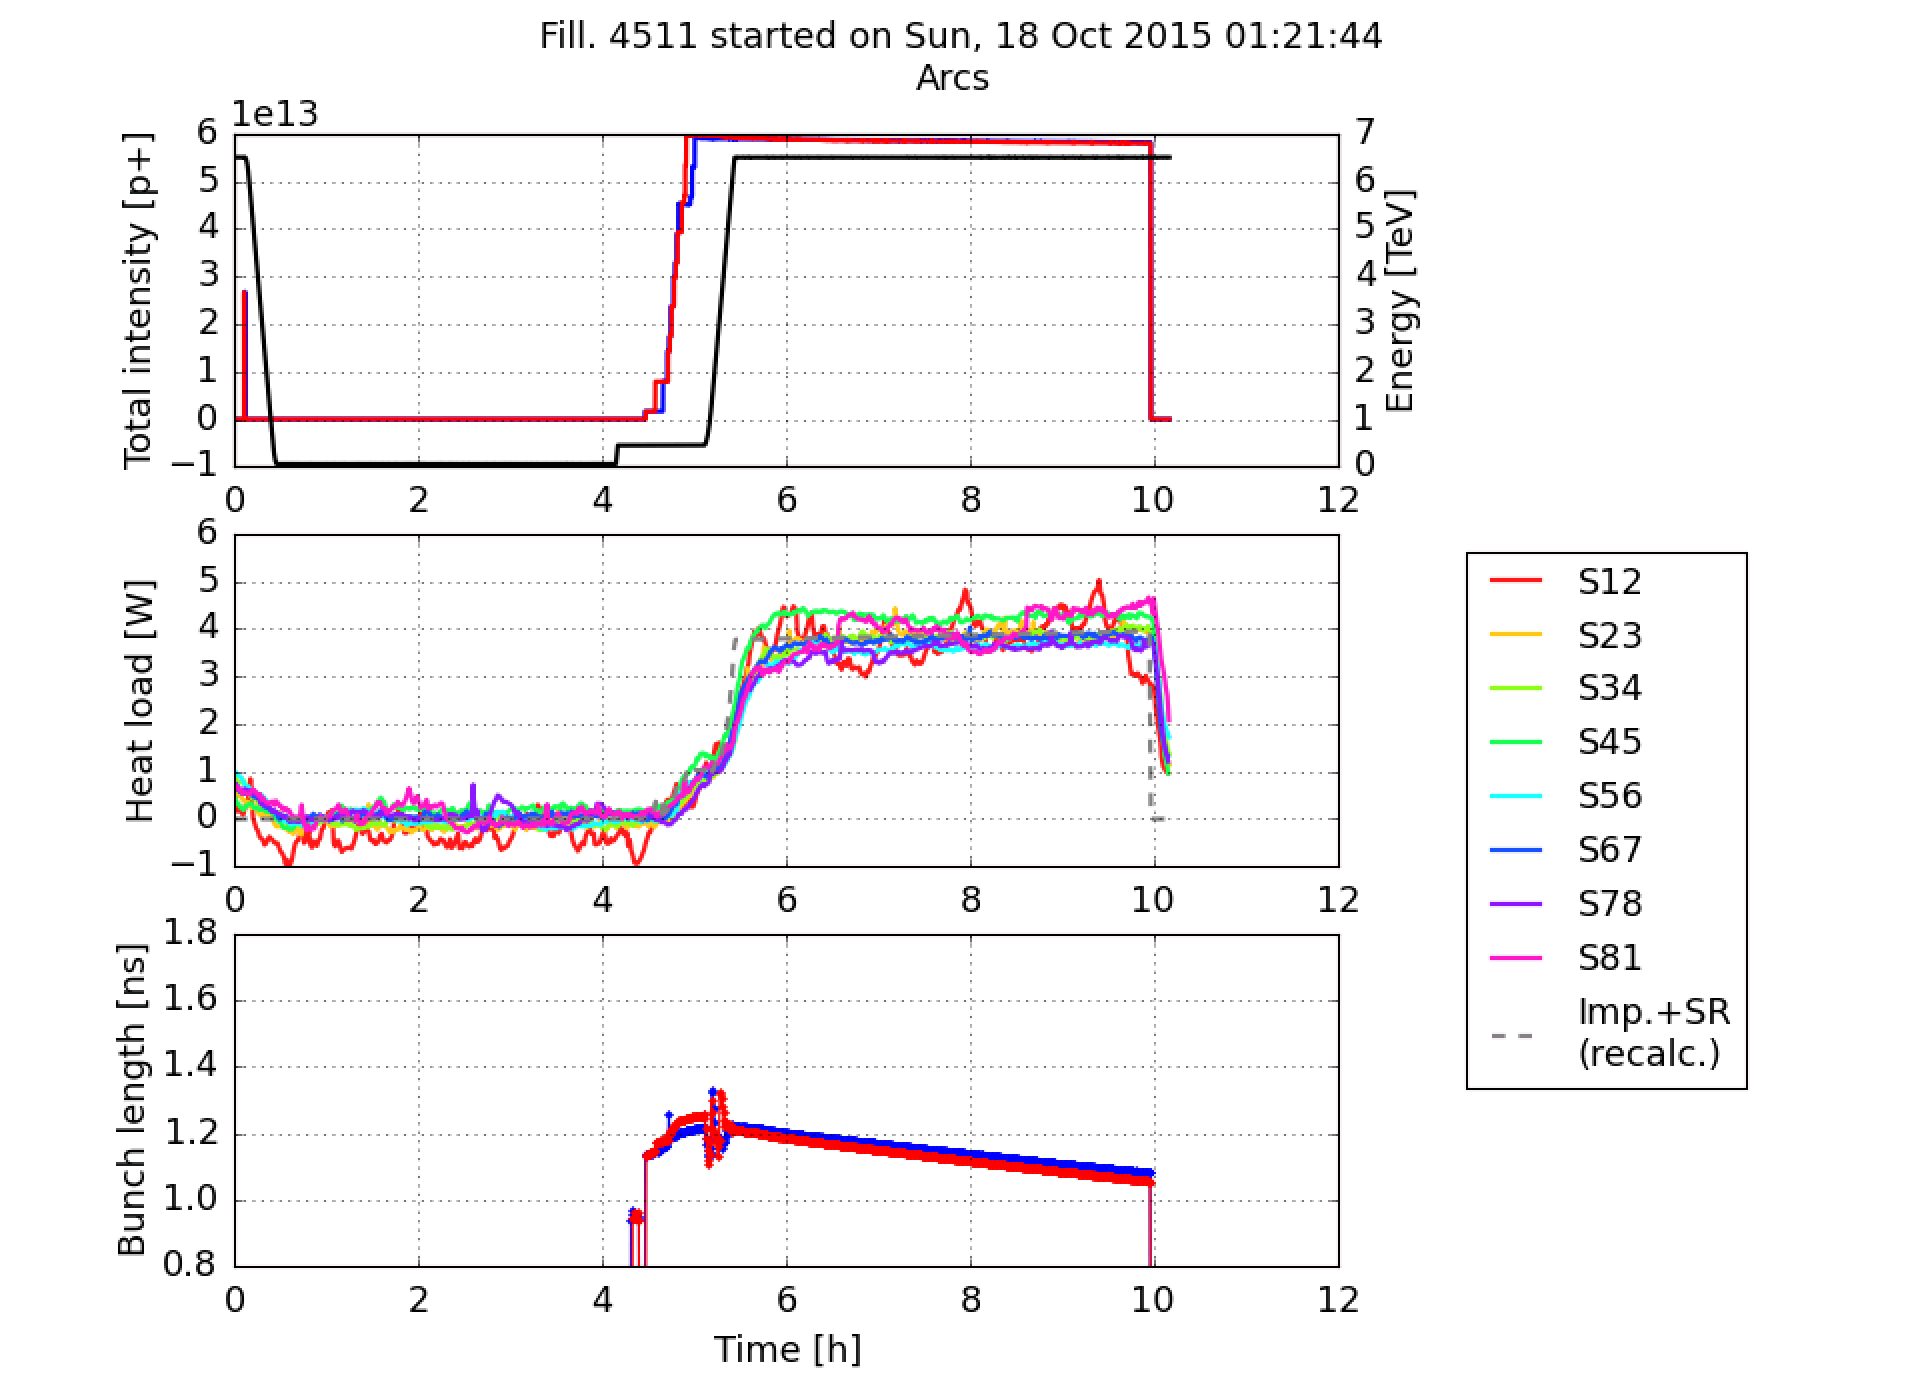 Fill. 4511 started on Sun, 18 Oct 2015 01:21:44
Arcs
1e13
Total intensity [p+]
6
5
4
3
2
1
0
−1
7
6
5
4
3
2
1
0
Energy [TeV]
0 2 4 6 8 10 12
Heat load [W]
6
5
4
3
2
1
0
−1
0 2 4 6 8 10 12
S12
S23
S34
S45
S56
S67
S78
S81
Imp.+SR
(recalc.)
Bunch length [ns]
1.8
1.6
1.4
1.2
1.0
0.8
0 2 4 6 8 10 12
Time [h]